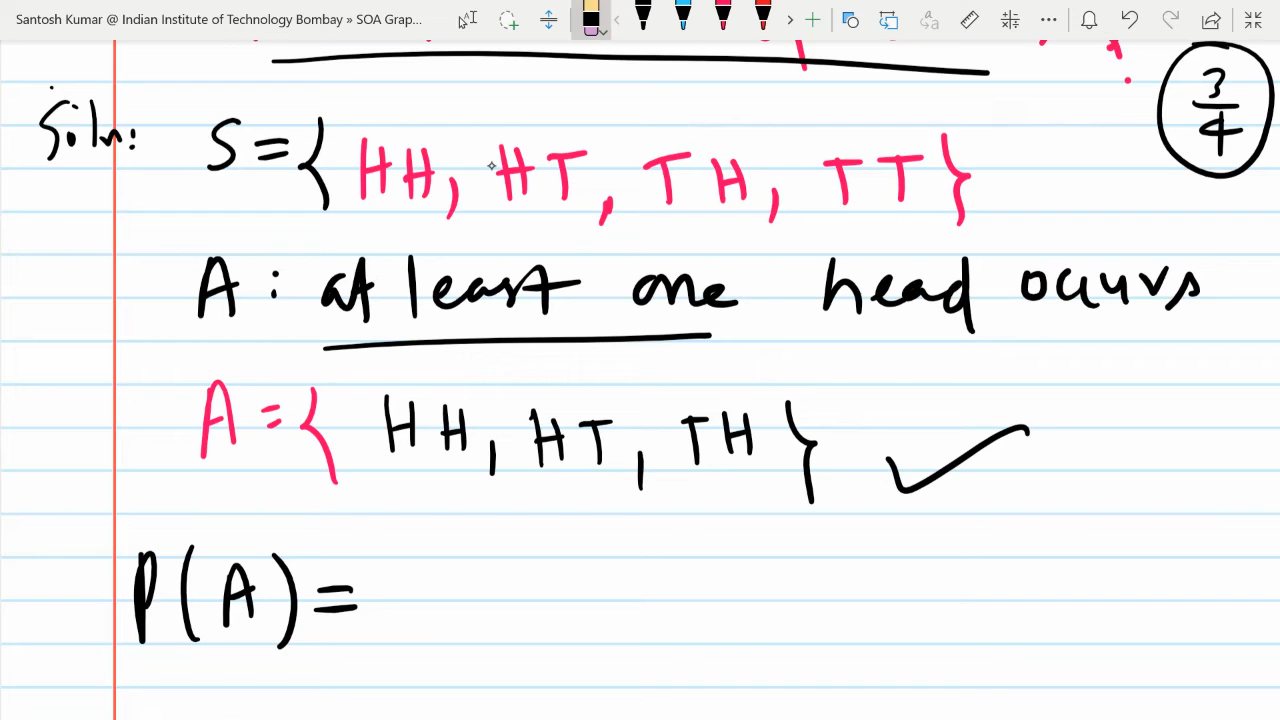 Santosh Kumar @ Indian Institute of Technology Bombay » SOA Grap...
3/4
Soln: S = { HH, HT, TH, TT }
A : at least one head occurs
A = { HH, HT, TH }
P(A) =